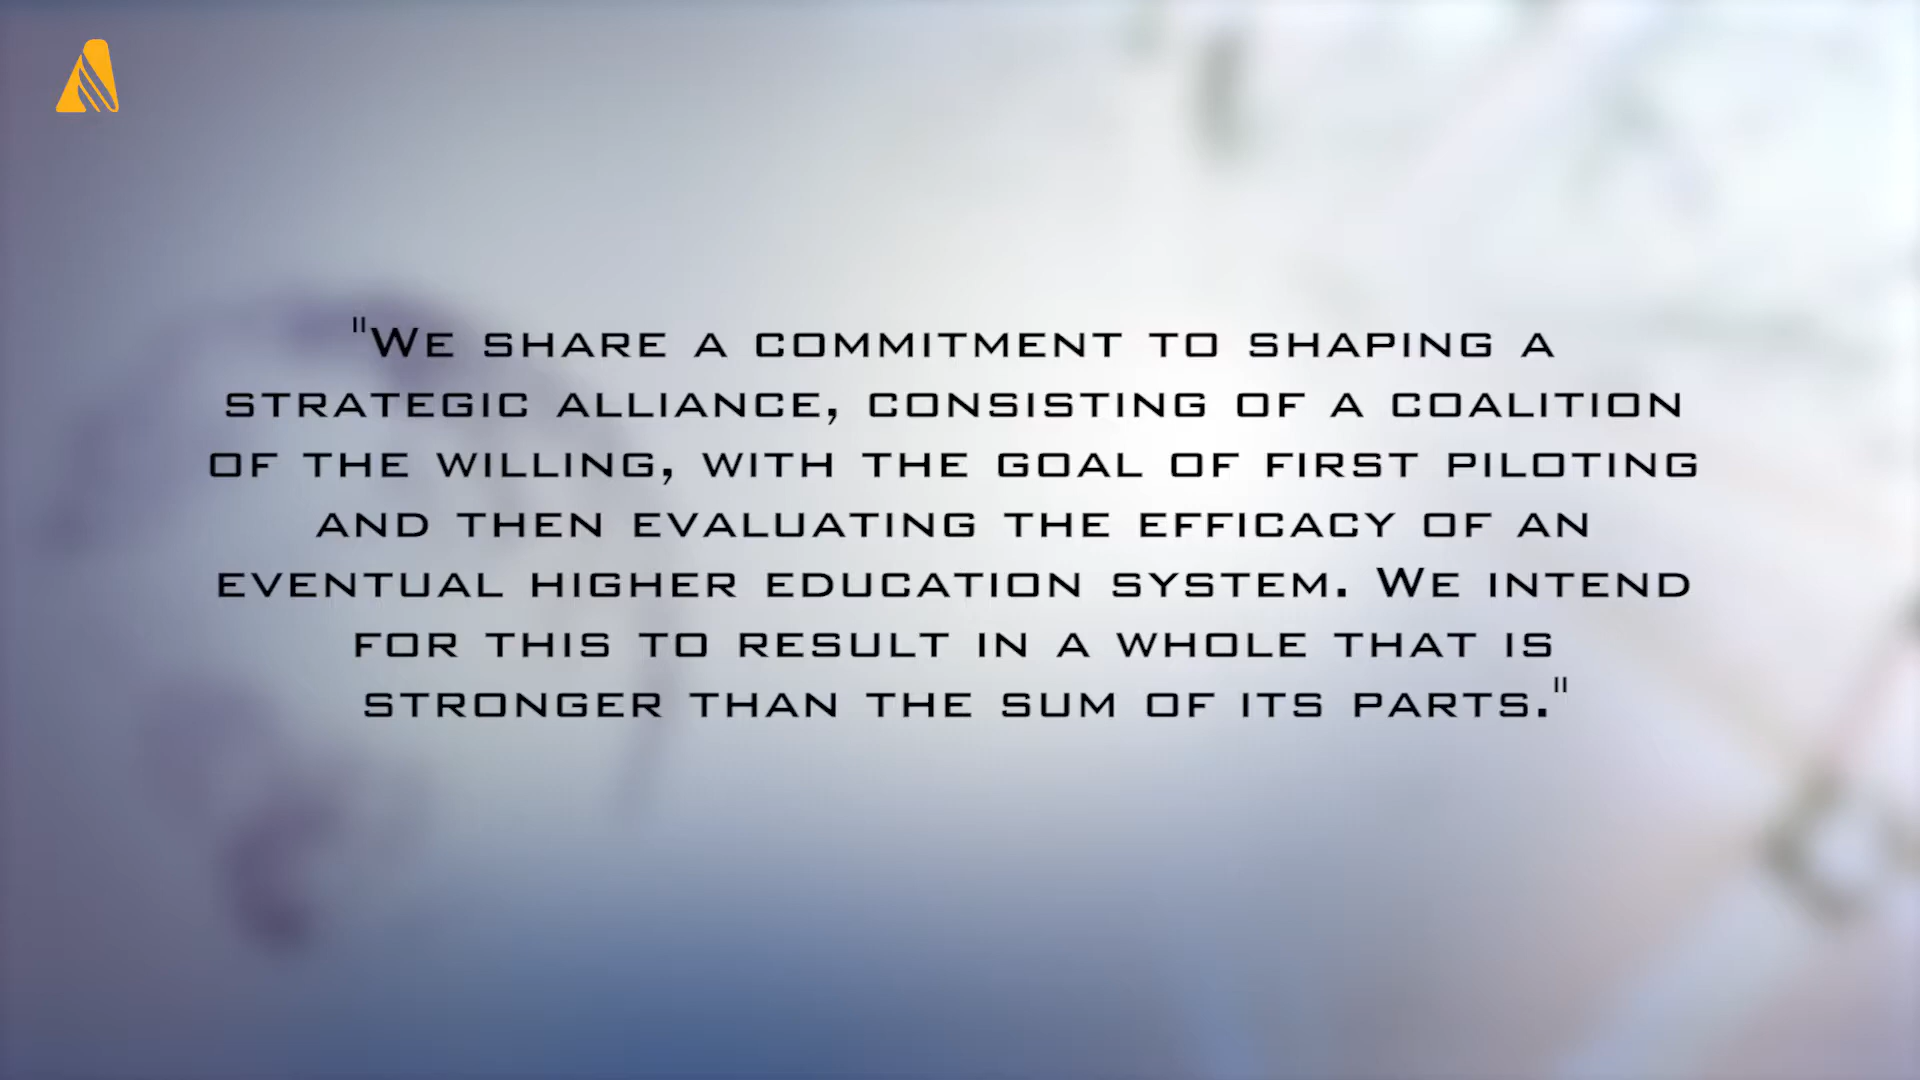 "We share a commitment to shaping a
strategic alliance, consisting of a coalition
of the willing, with the goal of first piloting
and then evaluating the efficacy of an
eventual higher education system. We intend
for this to result in a whole that is
stronger than the sum of its parts."